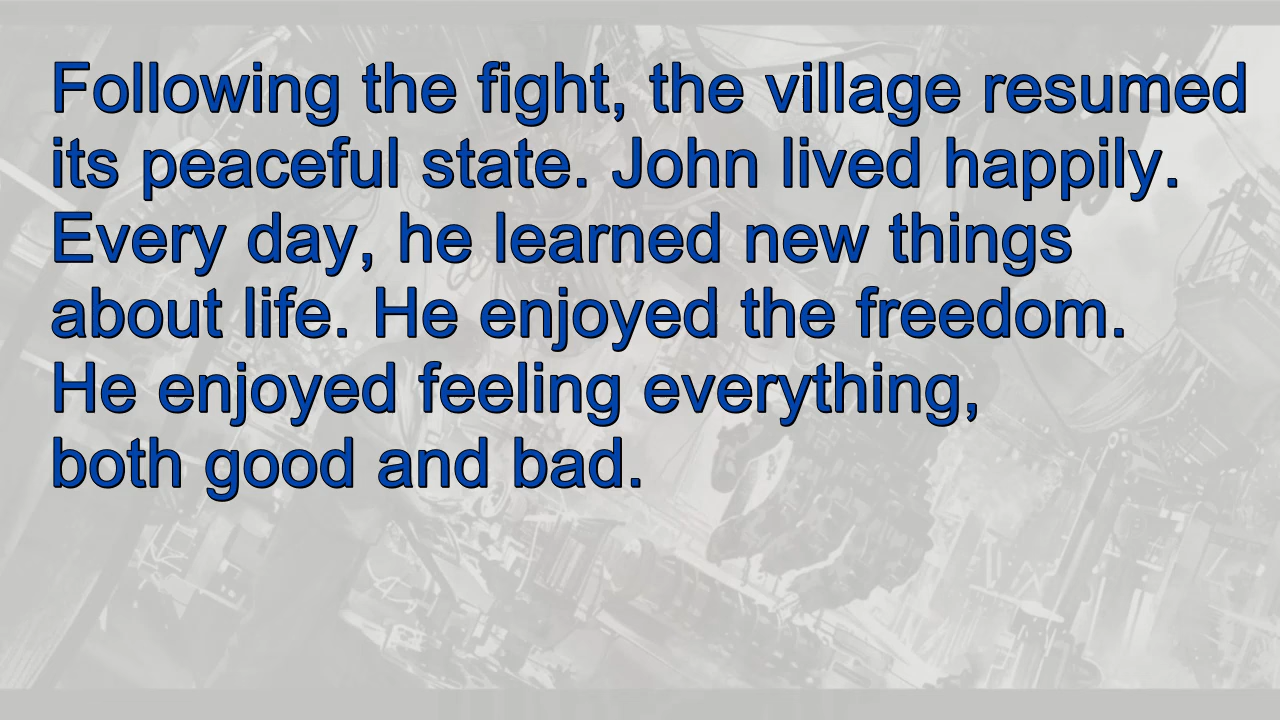 Following the fight, the village resumed
its peaceful state. John lived happily.
Every day, he learned new things
about life. He enjoyed the freedom.
He enjoyed feeling everything,
both good and bad.